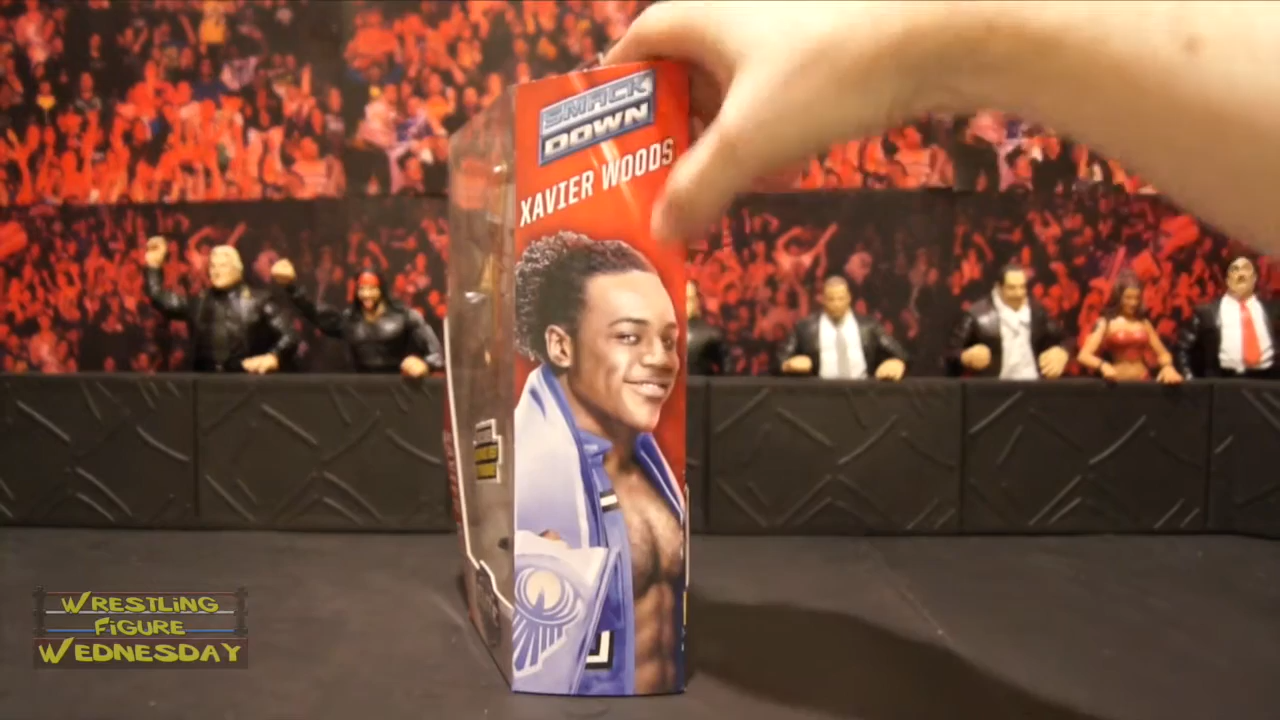 SMACK
DOWN
XAVIER WOODS
WRESTLING
FIGURE
WEDNESDAY